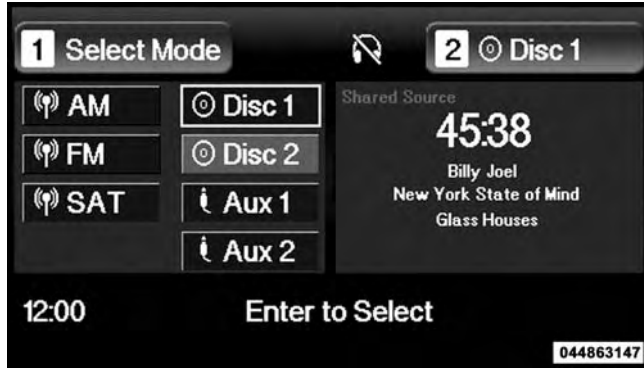 1 Select Mode
2 Disc 1
AM
Disc 1
FM
Disc 2
SAT
Aux 1
Aux 2
Shared Source
45:38
Billy Joel
New York State of Mind
Glass Houses
12:00
Enter to Select
044863147